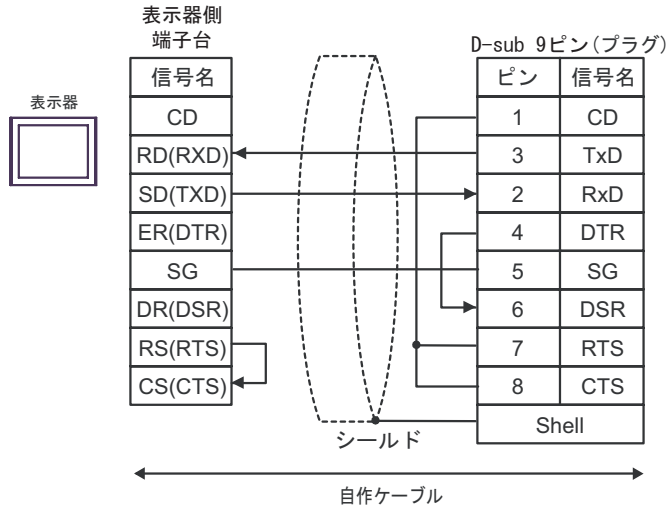 表示器側
端子台
D-sub 9ピン(プラグ)
表示器
信号名
ピン 信号名
CD
1 CD
RD(RXD)
3 TxD
SD(TXD)
2 RxD
ER(DTR)
4 DTR
SG
5 SG
DR(DSR)
6 DSR
RS(RTS)
7 RTS
CS(CTS)
8 CTS
Shell
シールド
自作ケーブル